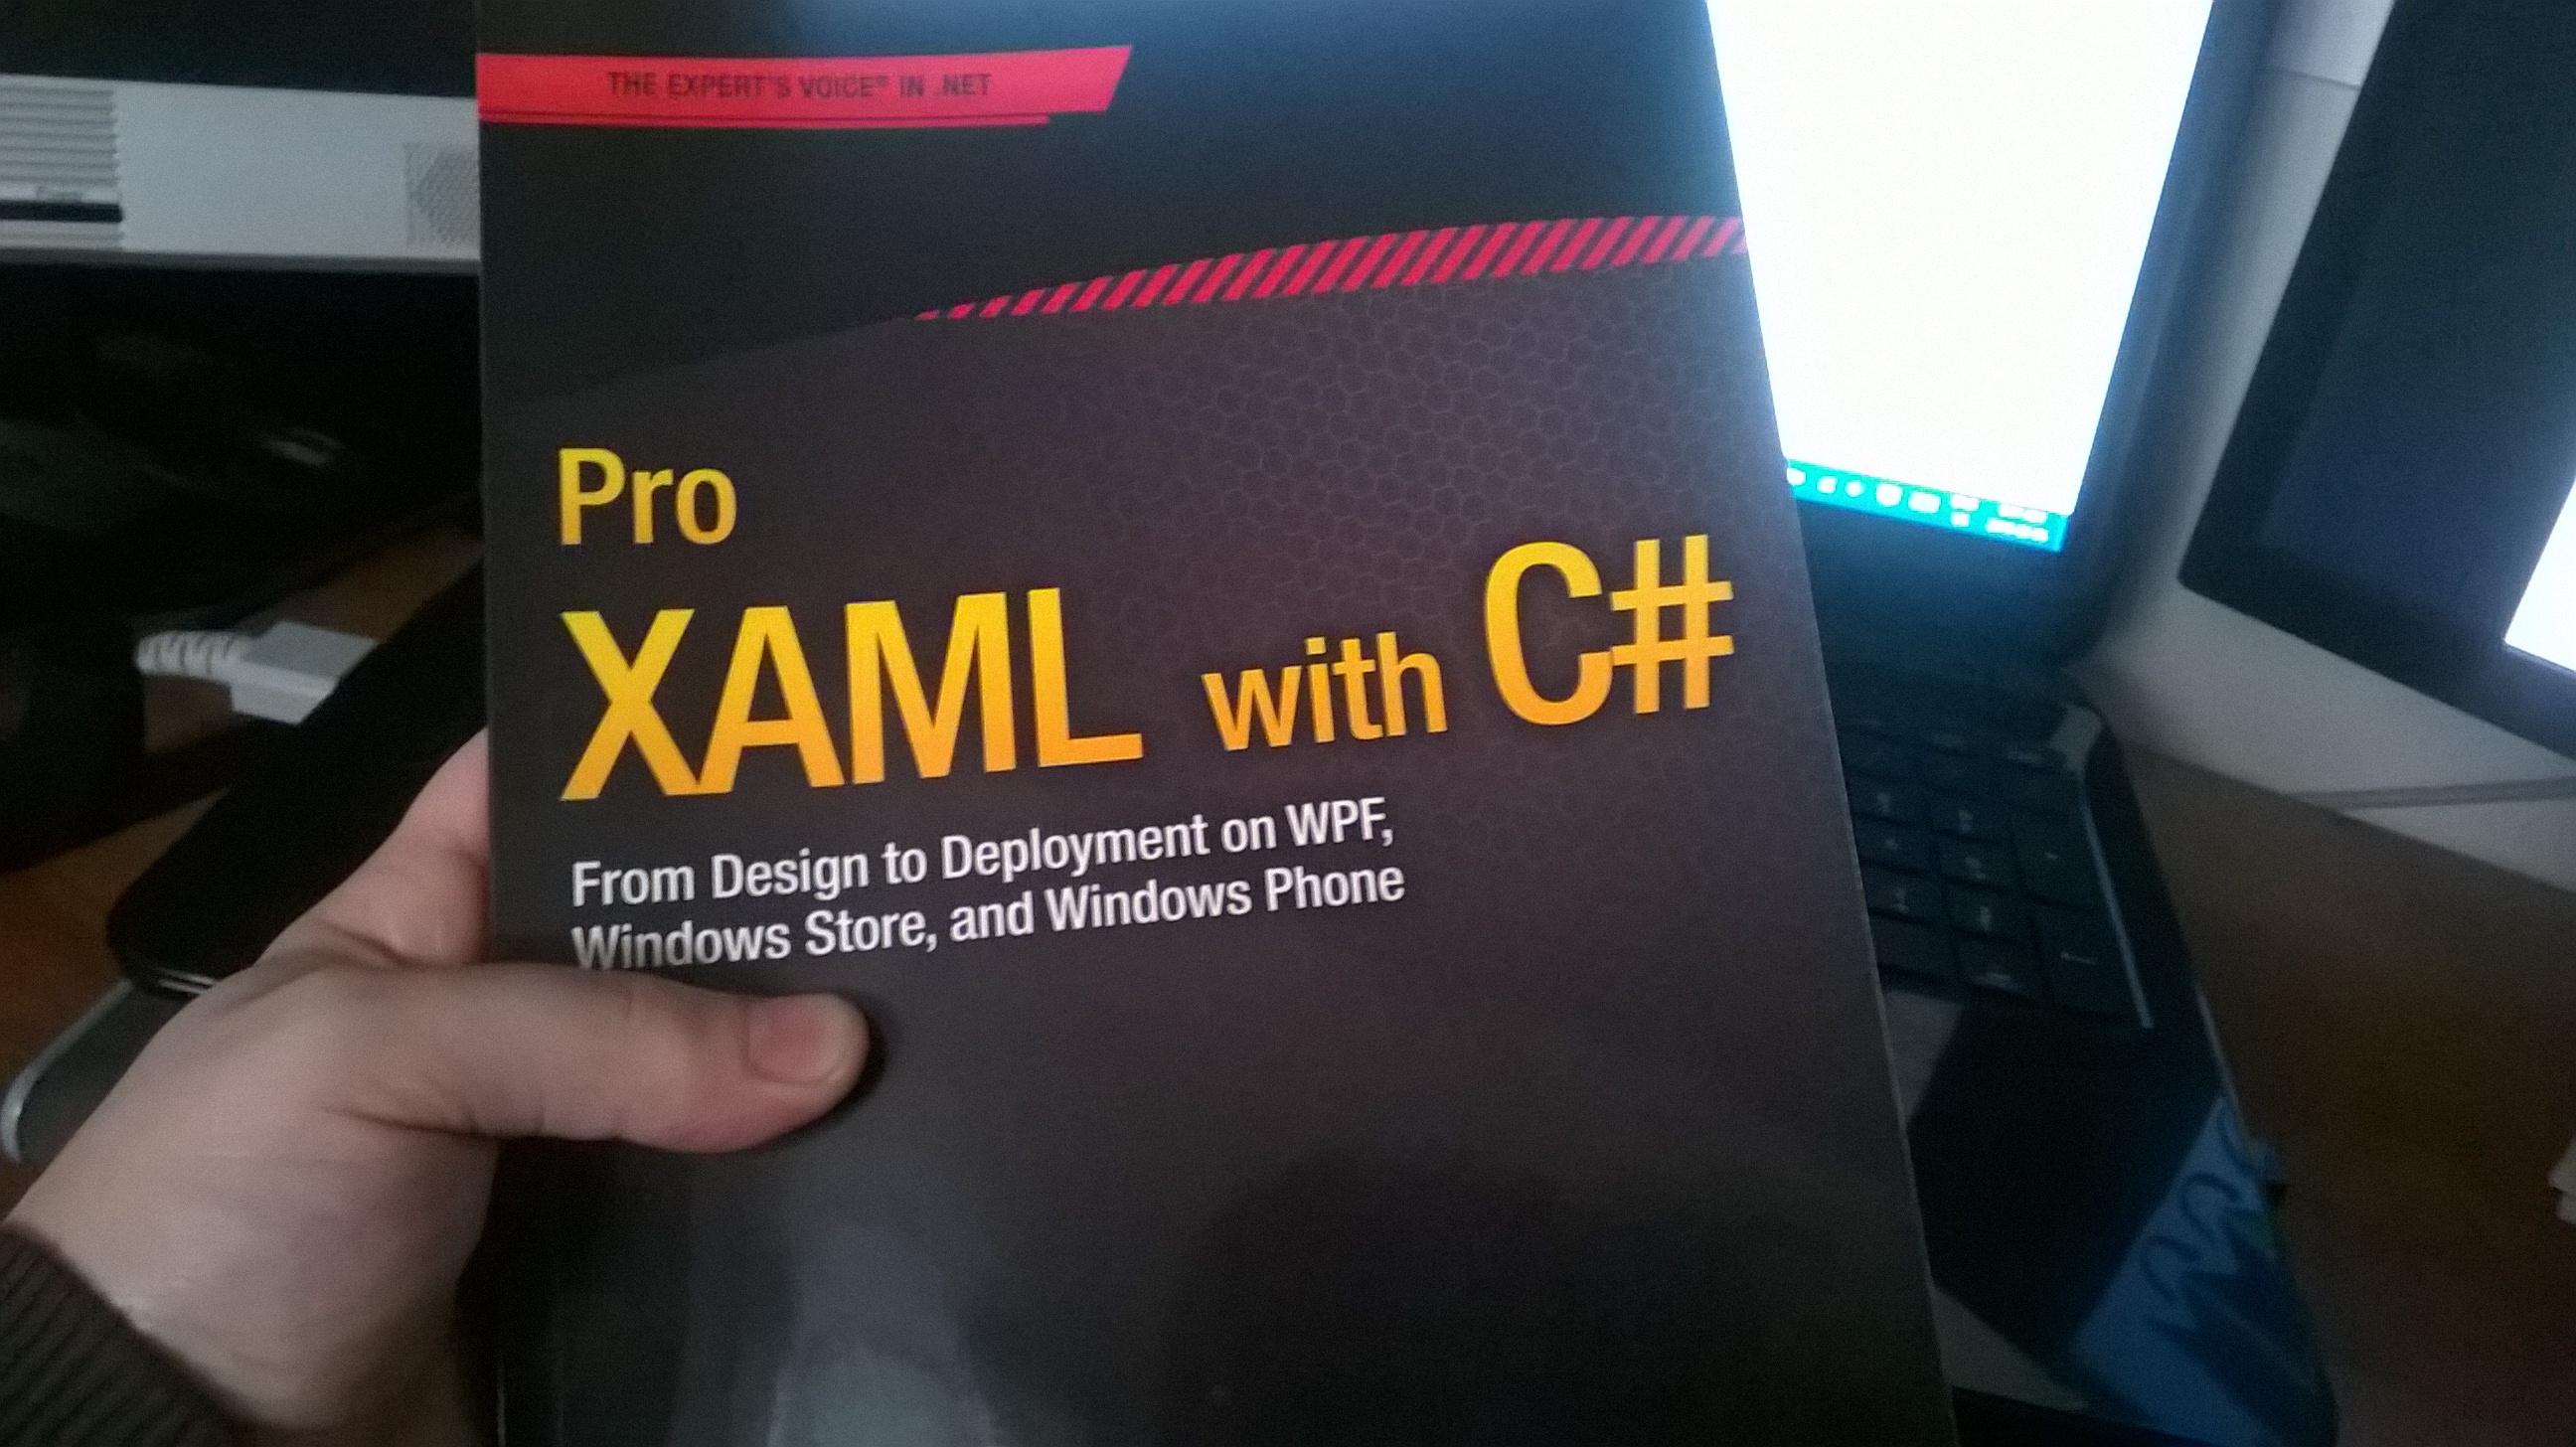 THE EXPERT'S VOICE® IN .NET
Pro
XAML with C#
From Design to Deployment on WPF,
Windows Store, and Windows Phone